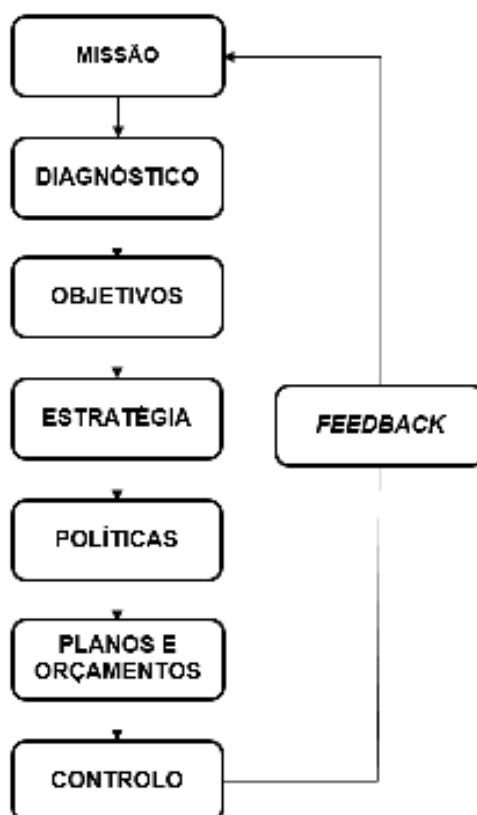 MISSÃO
DIAGNÓSTICO
OBJETIVOS
ESTRATÉGIA
FEEDBACK
POLÍTICAS
PLANOS E
ORÇAMENTOS
CONTROLO